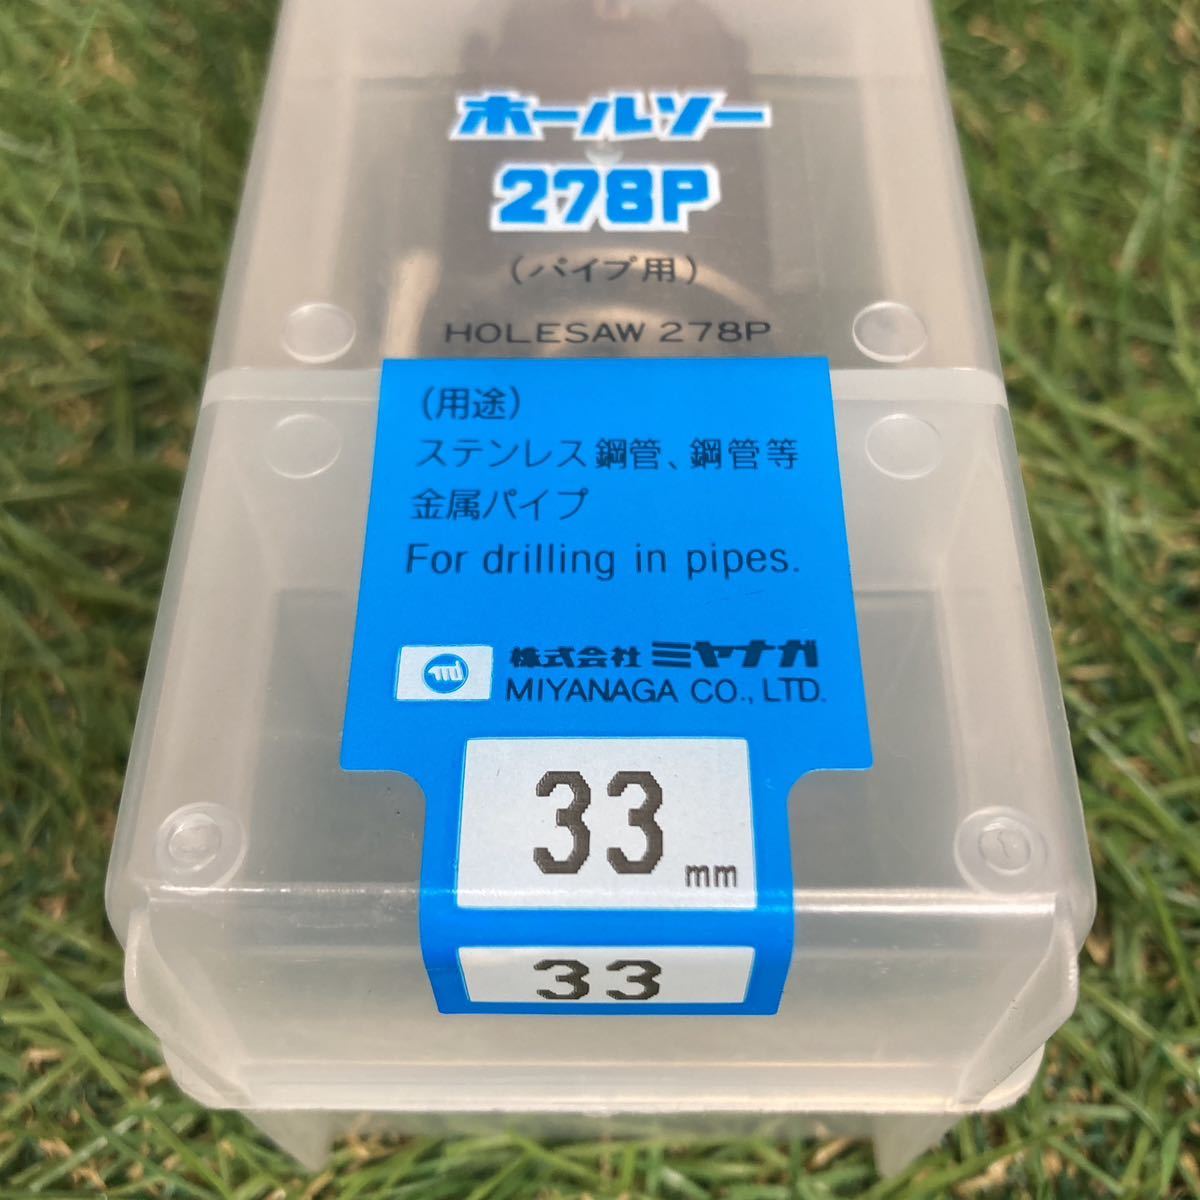 ホールソー
278P
(パイプ用)
HOLESAW 278P
(用途)
ステンレス鋼管、鋼管等
金属パイプ
For drilling in pipes.
株式会社 ミヤナガ
MIYANAGA CO., LTD.
33 mm
33